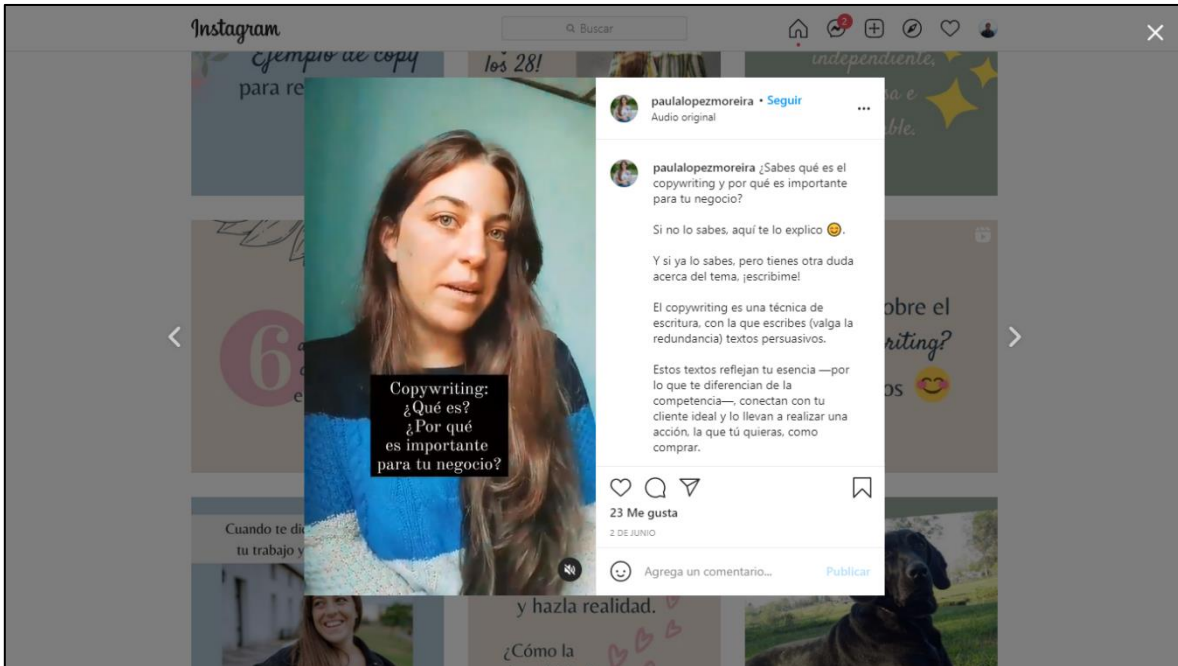 Instagram
Buscar
2
Ejemplo de copy
para re
los 28!
independiente,
sa e
ble.
6
a
e
obre el
riting?
os
Cuando te di
tu trabajo y
y hazla realidad.
¿Cómo la
Copywriting:
¿Qué es?
¿Por qué
es importante
para tu negocio?
paulalopezmoreira • Seguir
Audio original
paulalopezmoreira ¿Sabes qué es el
copywriting y por qué es importante
para tu negocio?
Si no lo sabes, aquí te lo explico 😊.
Y si ya lo sabes, pero tienes otra duda
acerca del tema, ¡escribime!
El copywriting es una técnica de
escritura, con la que escribes (valga la
redundancia) textos persuasivos.
Estos textos reflejan tu esencia —por
lo que te diferencian de la
competencia—, conectan con tu
cliente ideal y lo llevan a realizar una
acción, la que tú quieras, como
comprar.
23 Me gusta
2 DE JUNIO
Agrega un comentario...
Publicar